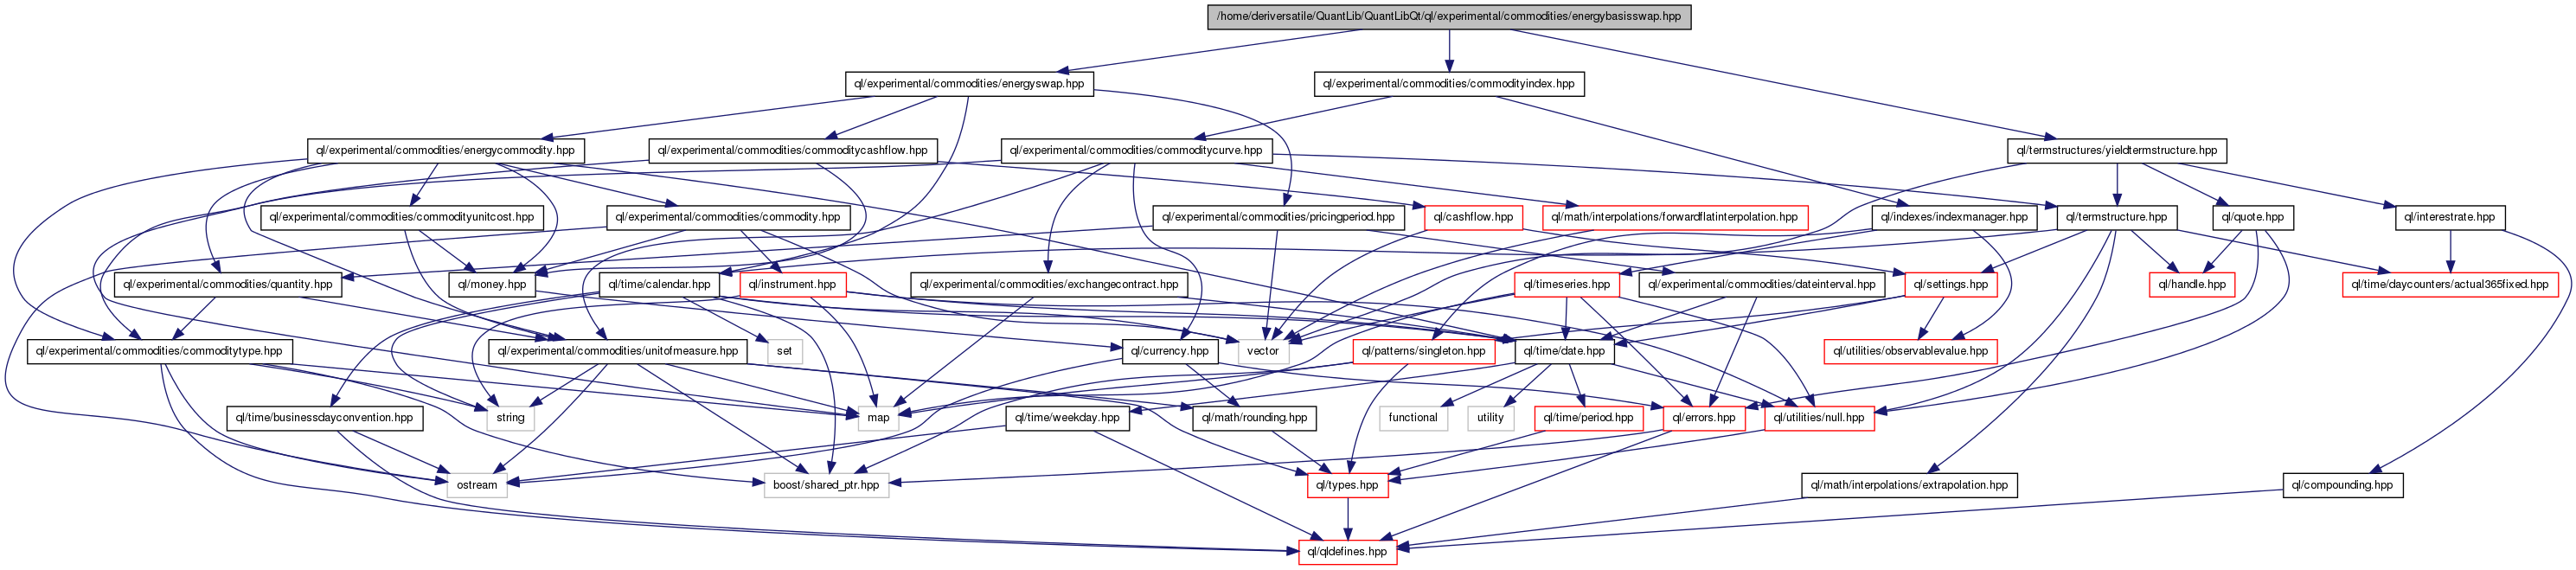 /home/deriversatile/QuantLib/QuantLibQt/ql/experimental/commodities/energybasisswap.hpp
ql/experimental/commodities/energyswap.hpp
ql/experimental/commodities/commodityindex.hpp
ql/experimental/commodities/energycommodity.hpp
ql/experimental/commodities/commoditycashflow.hpp
ql/experimental/commodities/commoditycurve.hpp
ql/termstructures/yieldtermstructure.hpp
ql/experimental/commodities/commodityunitcost.hpp
ql/experimental/commodities/commodity.hpp
ql/experimental/commodities/pricingperiod.hpp
ql/cashflow.hpp
ql/math/interpolations/forwardflatinterpolation.hpp
ql/indexes/indexmanager.hpp
ql/termstructure.hpp
ql/quote.hpp
ql/interestrate.hpp
ql/experimental/commodities/quantity.hpp
ql/money.hpp
ql/time/calendar.hpp
ql/instrument.hpp
ql/experimental/commodities/exchangecontract.hpp
ql/timeseries.hpp
ql/experimental/commodities/dateinterval.hpp
ql/settings.hpp
ql/handle.hpp
ql/time/daycounters/actual365fixed.hpp
ql/experimental/commodities/commoditytype.hpp
ql/experimental/commodities/unitofmeasure.hpp
set
ql/currency.hpp
vector
ql/patterns/singleton.hpp
ql/time/date.hpp
ql/utilities/observablevalue.hpp
ql/time/businessdayconvention.hpp
string
map
ql/time/weekday.hpp
ql/math/rounding.hpp
functional
utility
ql/time/period.hpp
ql/errors.hpp
ql/utilities/null.hpp
ostream
boost/shared_ptr.hpp
ql/types.hpp
ql/math/interpolations/extrapolation.hpp
ql/compounding.hpp
ql/qldefines.hpp